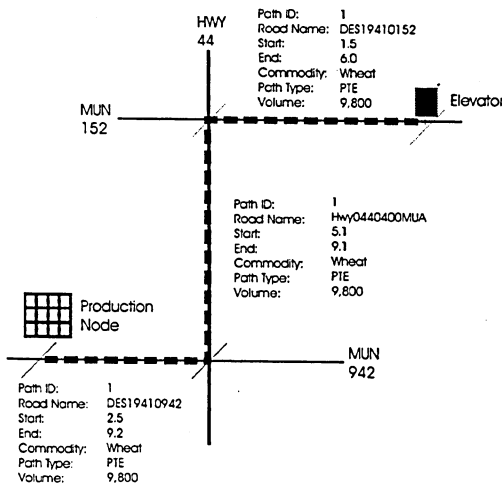 HWY
44
Path ID: 1
Road Name: DES19410152
Start: 1.5
End: 6.0
Commodity: Wheat
Path Type: PTE
Volume: 9,800
Elevator
MUN
152
Path ID: 1
Road Name: Hwy0440400MUA
Start: 5.1
End: 9.1
Commodity: Wheat
Path Type: PTE
Volume: 9,800
Production
Node
MUN
942
Path ID: 1
Road Name: DES19410942
Start: 2.5
End: 9.2
Commodity: Wheat
Path Type: PTE
Volume: 9,800